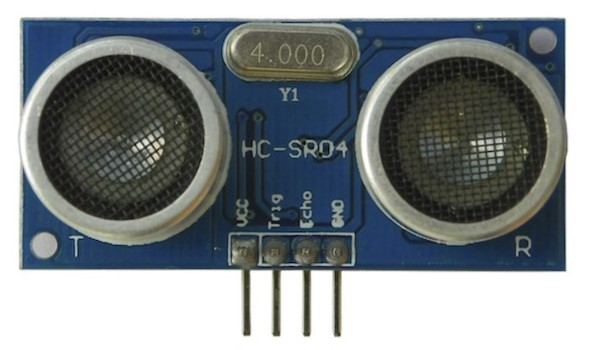 4.000
Y1
HC-SR04
VCC
Trig
Echo
GND
T
R